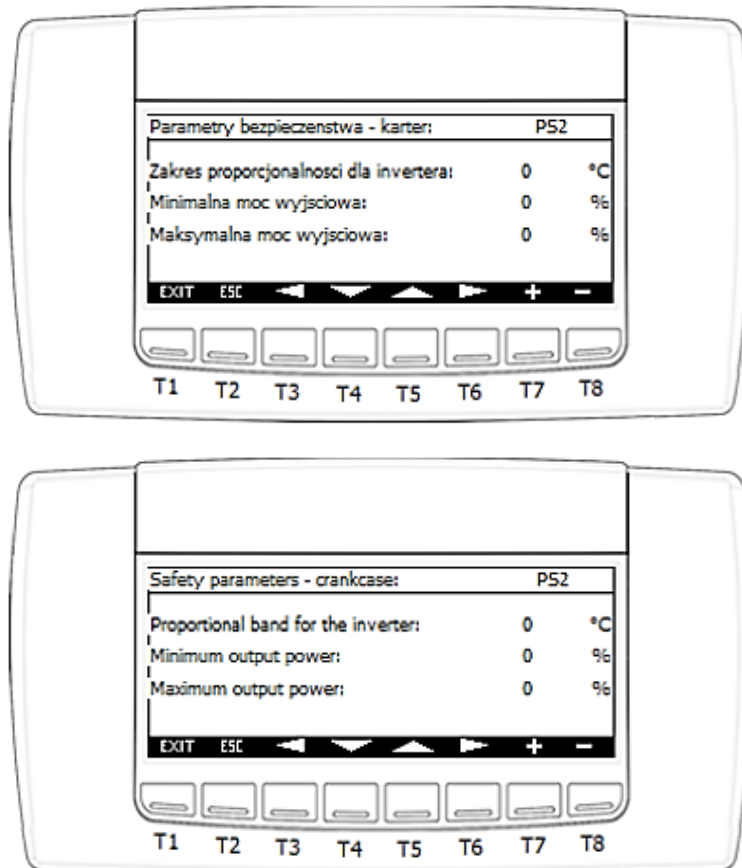 Parametry bezpieczenstwa - karter: PS2
Zakres proporcjonalnosci dla invertera: 0 °C
Minimalna moc wyjsciowa: 0 %
Maksymalna moc wyjsciowa: 0 %
EXIT ESC + -
T1 T2 T3 T4 T5 T6 T7 T8
Safety parameters - crankcase: PS2
Proportional band for the inverter: 0 °C
Minimum output power: 0 %
Maximum output power: 0 %
EXIT ESC + -
T1 T2 T3 T4 T5 T6 T7 T8